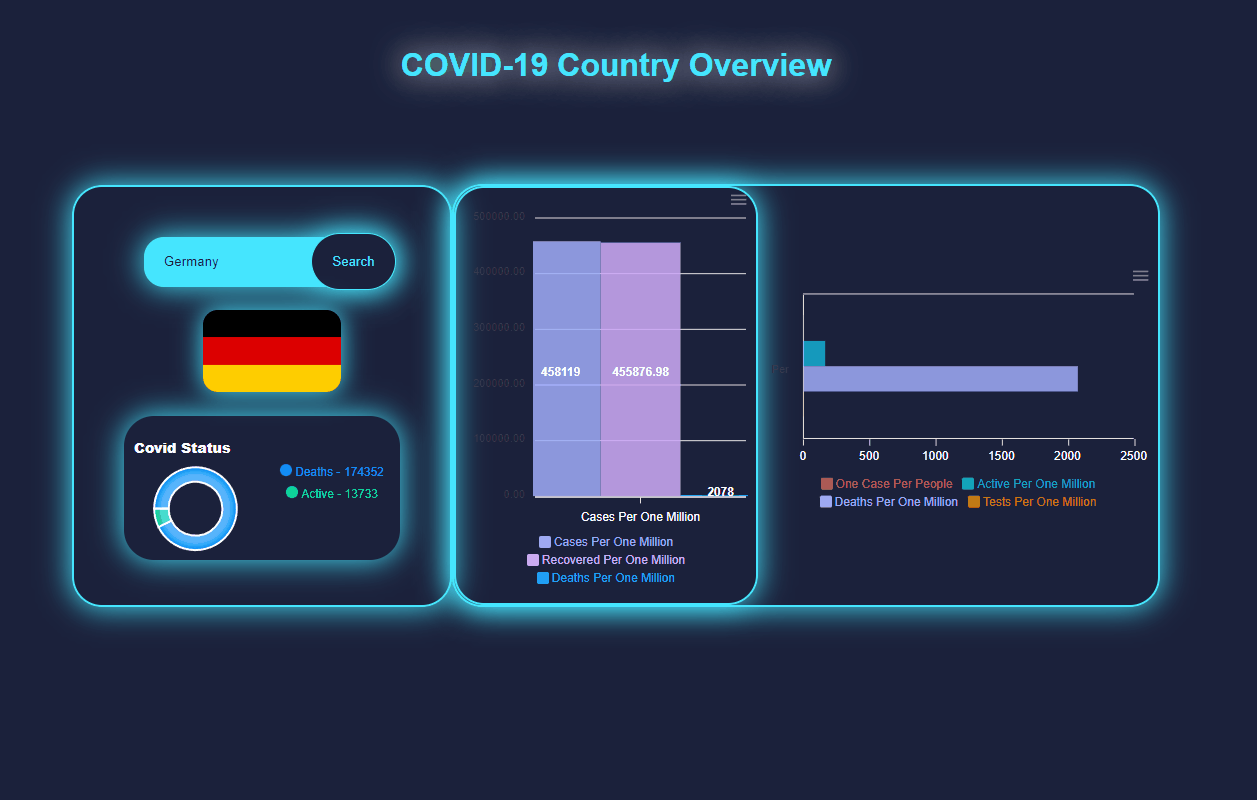 COVID-19 Country Overview
Germany
Search
Covid Status
Deaths - 174352
Active - 13733
500000.00
400000.00
300000.00
200000.00
100000.00
0.00
458119
455876.98
2078
Cases Per One Million
Cases Per One Million
Recovered Per One Million
Deaths Per One Million
Per
0 500 1000 1500 2000 2500
One Case Per People Active Per One Million
Deaths Per One Million Tests Per One Million